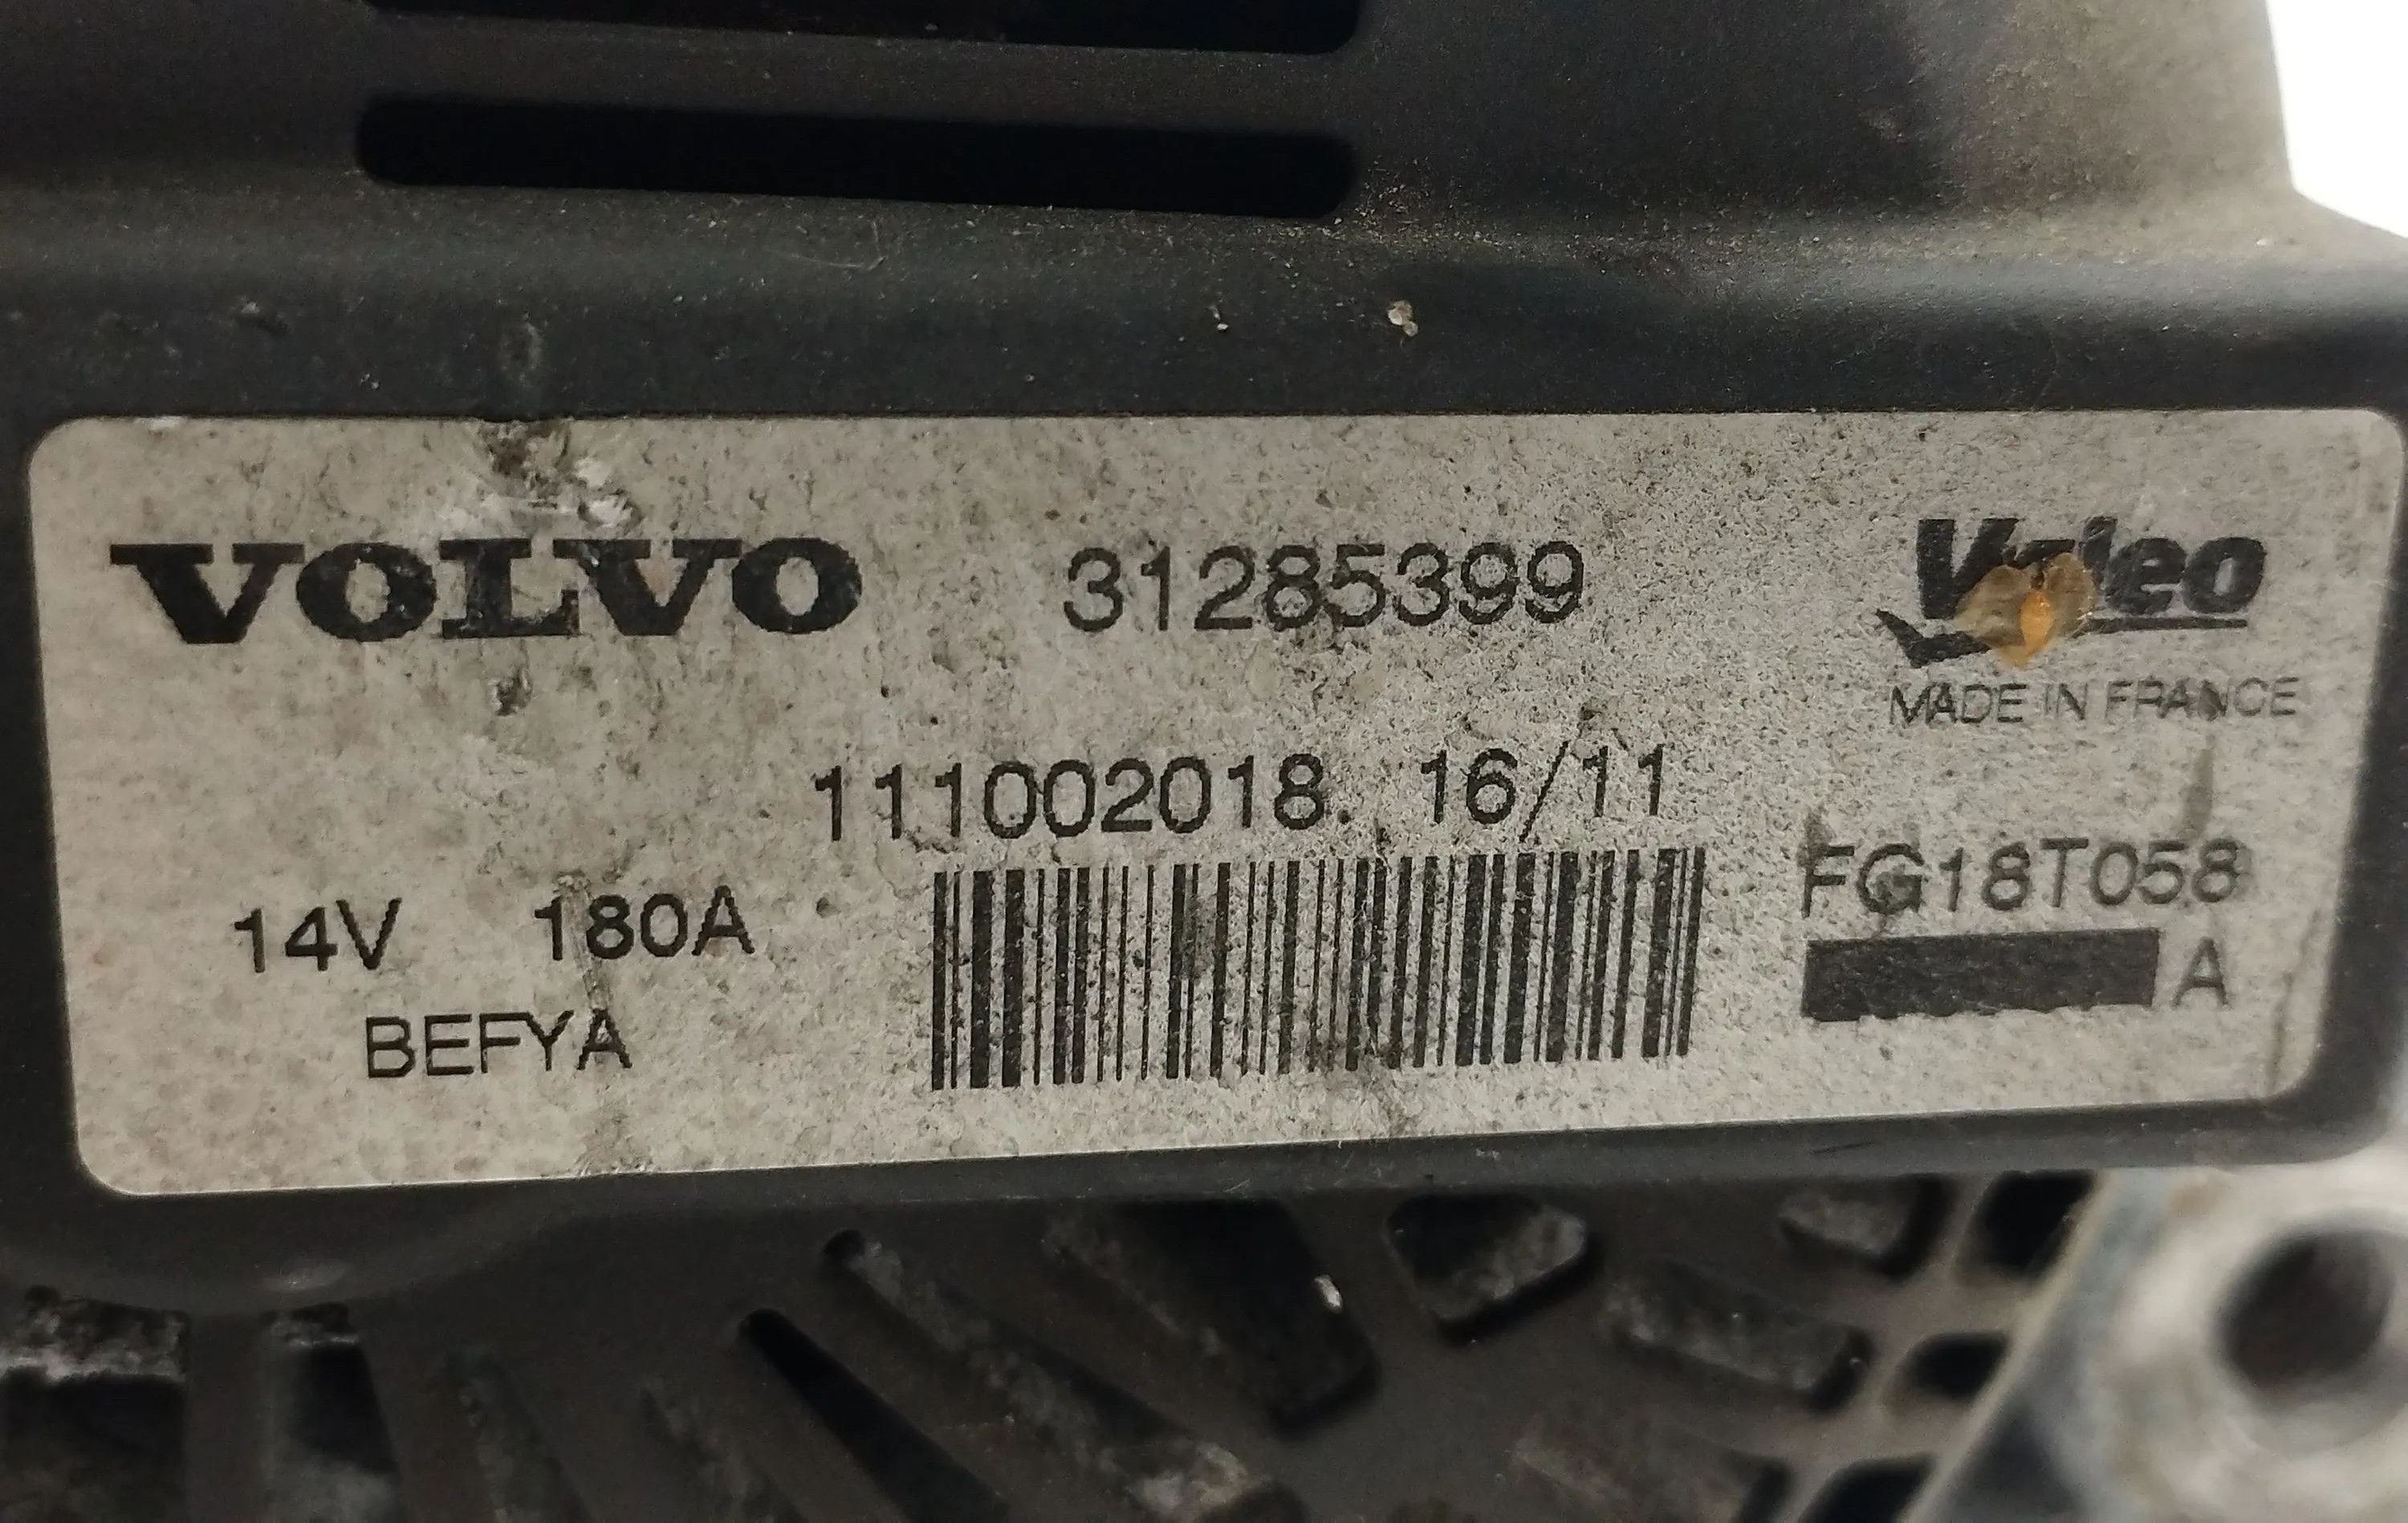 VOLVO 31285399 Valeo
MADE IN FRANCE
111002018. 16/11
14V 180A FG18T058
BEFYA A